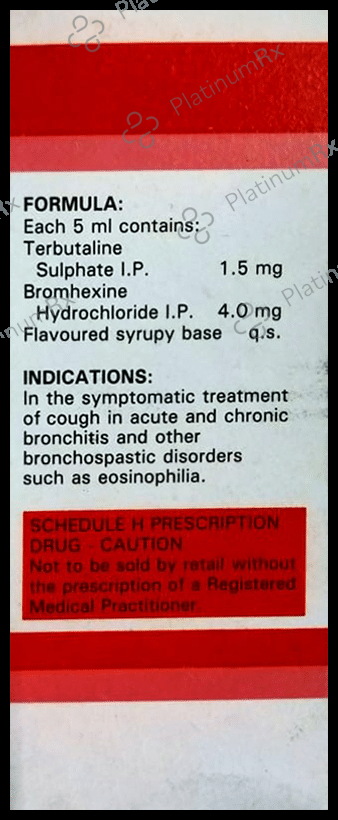 PlatinumRx
PlatinumRx
FORMULA:
PlatinumRx
Each 5 ml contains:
Terbutaline
Sulphate I.P. 1.5 mg
Bromhexine
Hydrochloride I.P. 4.0 mg
Flavoured syrupy base q.s.
INDICATIONS:
In the symptomatic treatment
of cough in acute and chronic
bronchitis and other
bronchospastic disorders
such as eosinophilia.
SCHEDULE H PRESCRIPTION
DRUG - CAUTION
Not to be sold by retail without
the prescription of a Registered
Medical Practitioner.